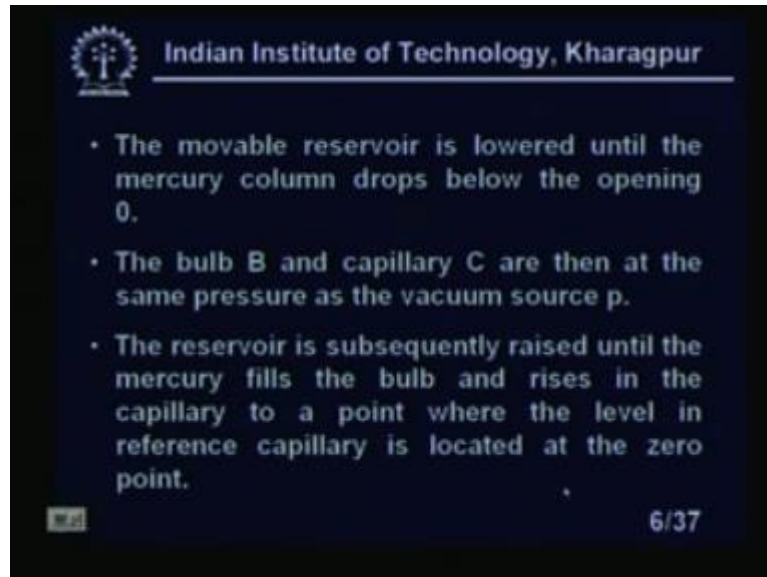 Indian Institute of Technology, Kharagpur
• The movable reservoir is lowered until the
mercury column drops below the opening
0.
• The bulb B and capillary C are then at the
same pressure as the vacuum source p.
• The reservoir is subsequently raised until the
mercury fills the bulb and rises in the
capillary to a point where the level in
reference capillary is located at the zero
point.
6/37